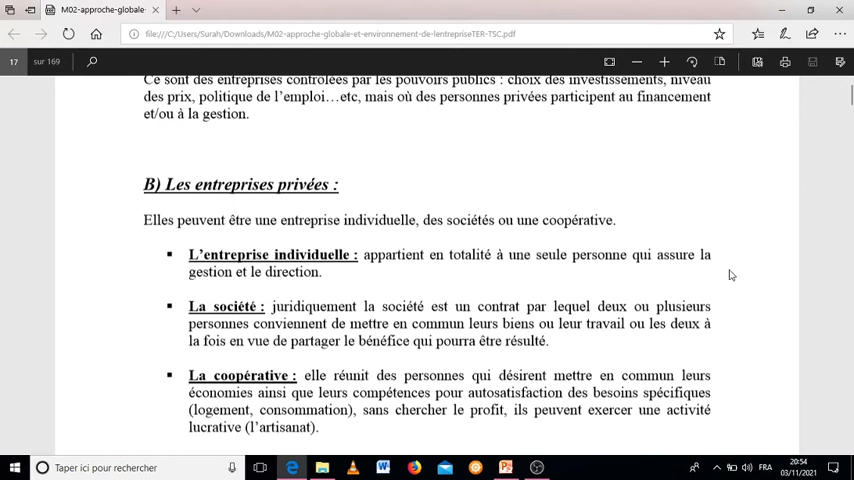 M02-approche-globale-
file:///C:/Users/Surah/Downloads/M02-approche-globale-et-environnement-de-lentrepriseTER-TSC.pdf
17 sur 169
Ce sont des entreprises contrôlées par les pouvoirs publics : choix des investissements, niveau
des prix, politique de l'emploi…etc, mais où des personnes privées participent au financement
et/ou à la gestion.
B) Les entreprises privées :
Elles peuvent être une entreprise individuelle, des sociétés ou une coopérative.
▪ L'entreprise individuelle : appartient en totalité à une seule personne qui assure la
gestion et le direction.
▪ La société : juridiquement la société est un contrat par lequel deux ou plusieurs
personnes conviennent de mettre en commun leurs biens ou leur travail ou les deux à
la fois en vue de partager le bénéfice qui pourra être résulté.
▪ La coopérative : elle réunit des personnes qui désirent mettre en commun leurs
économies ainsi que leurs compétences pour autosatisfaction des besoins spécifiques
(logement, consommation), sans chercher le profit, ils peuvent exercer une activité
lucrative (l'artisanat).
Taper ici pour rechercher
FRA
20:54
03/11/2021